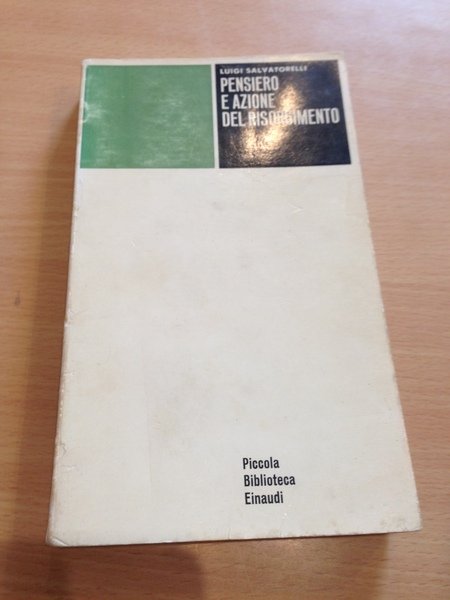 LUIGI SALVATORELLI
PENSIERO
E AZIONE
DEL RISORGIMENTO
Piccola
Biblioteca
Einaudi